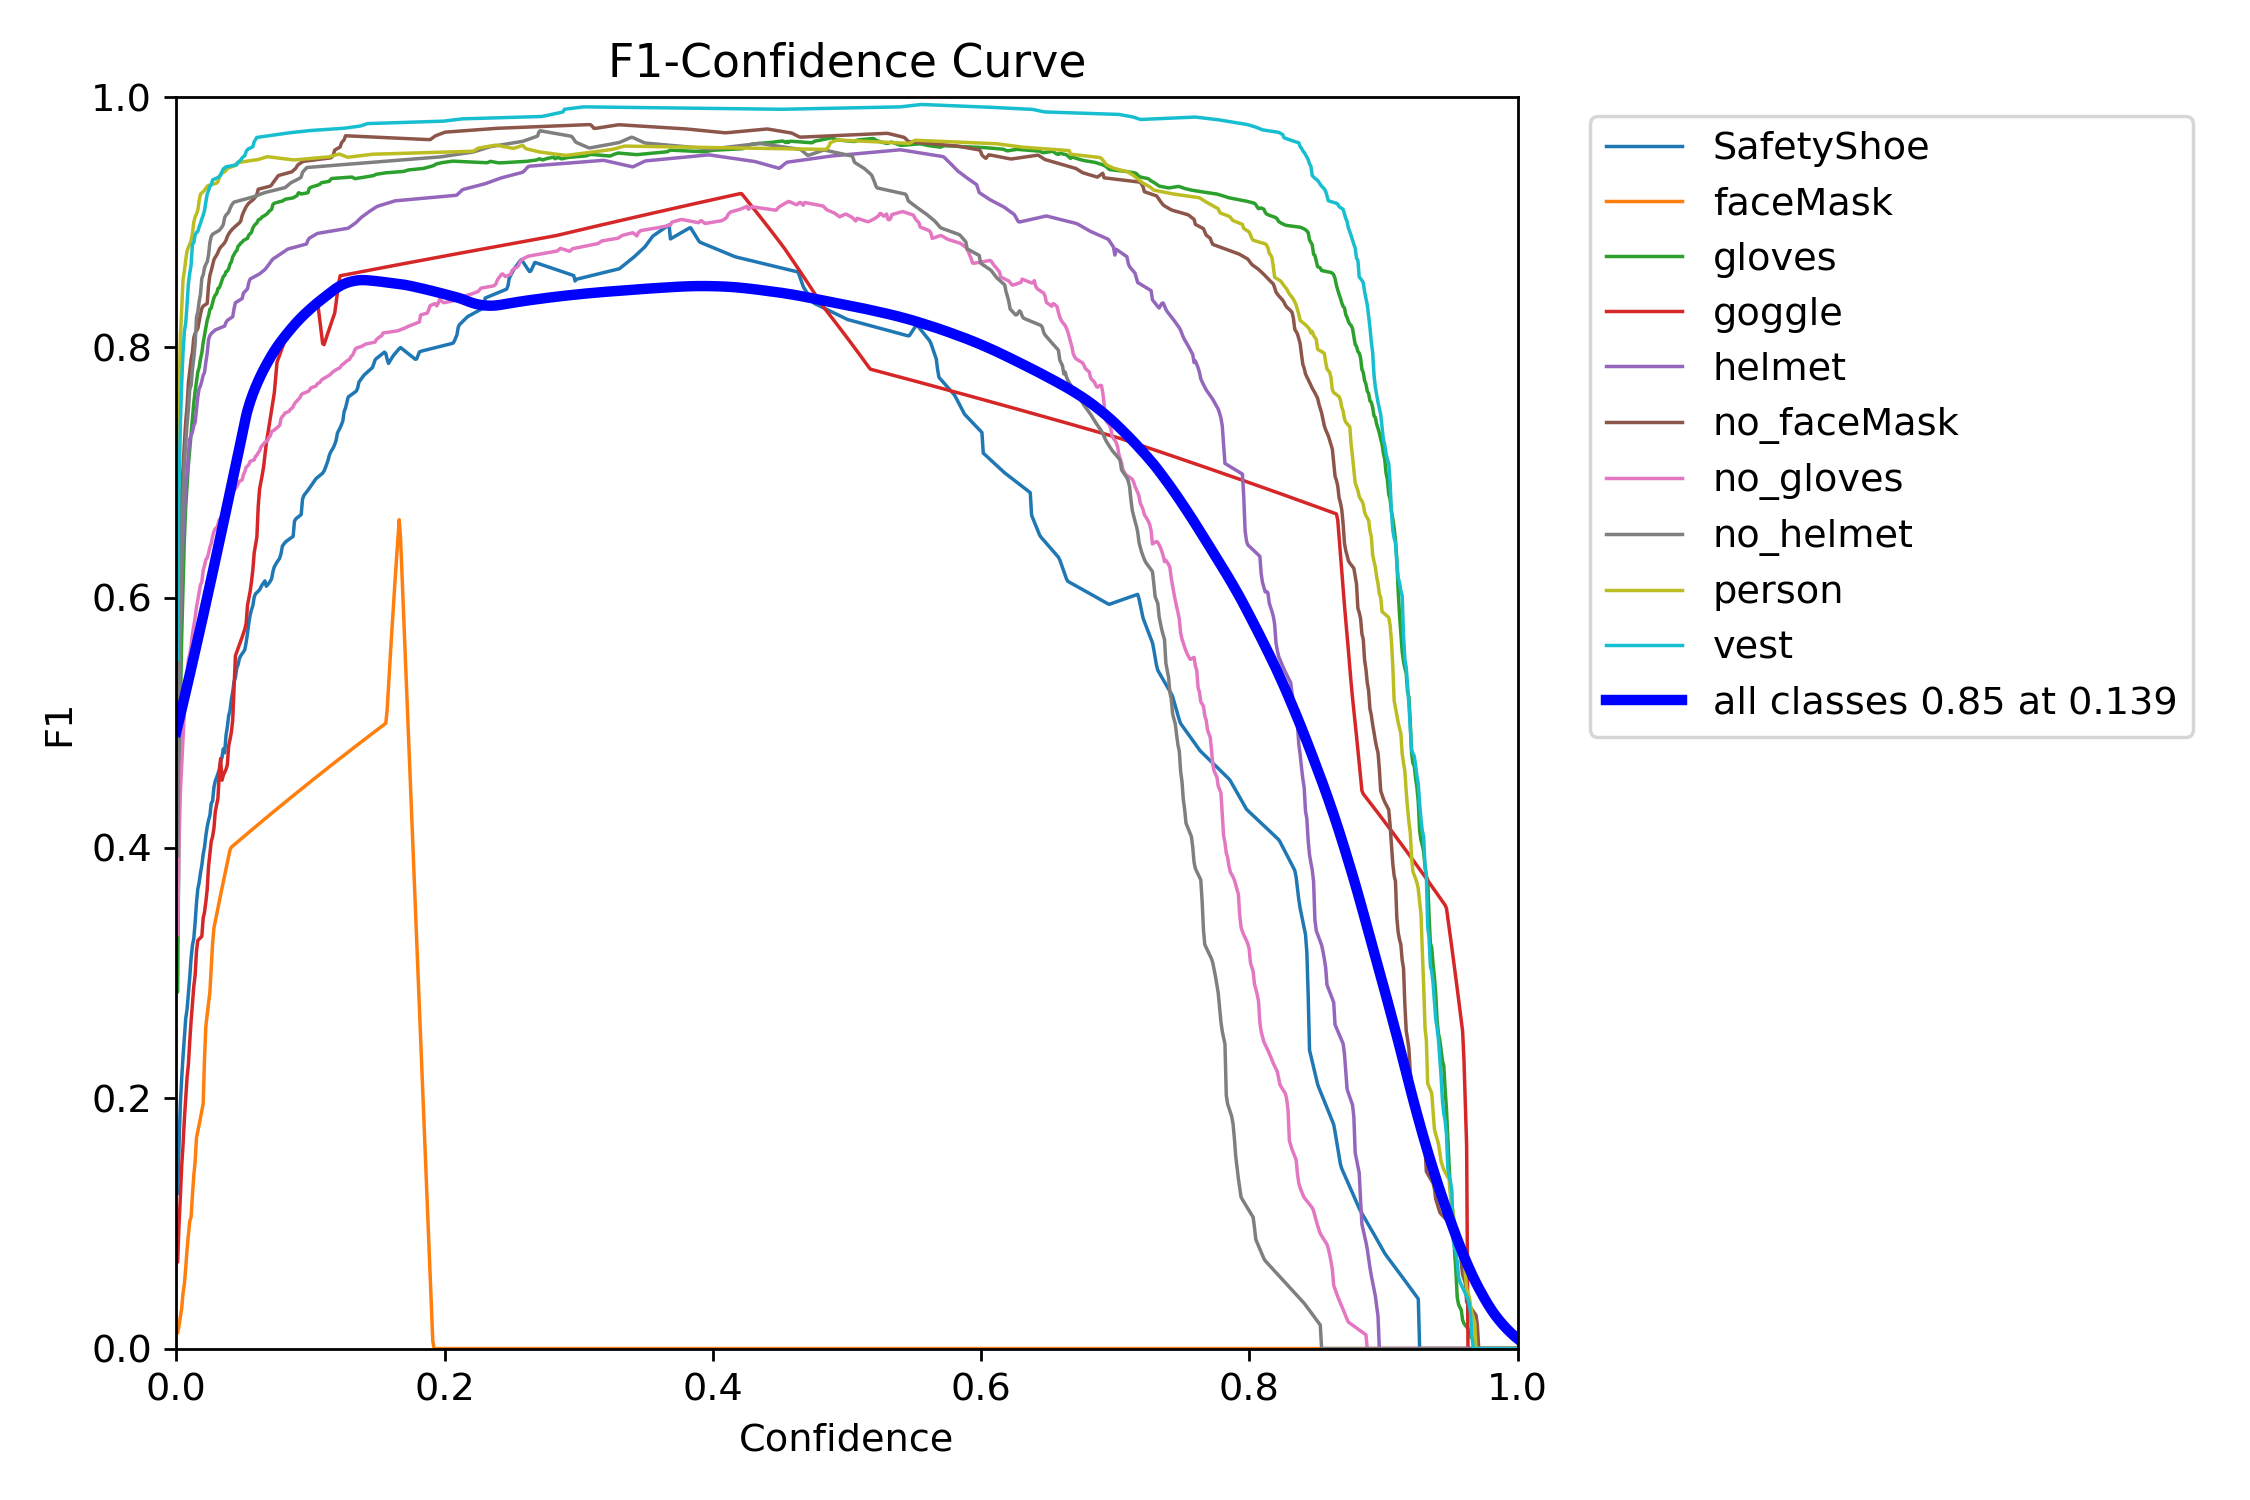 F1-Confidence Curve
1.0
0.8
0.6
0.4
0.2
0.0
F1
0.0 0.2 0.4 0.6 0.8 1.0
Confidence
SafetyShoe
faceMask
gloves
goggle
helmet
no_faceMask
no_gloves
no_helmet
person
vest
all classes 0.85 at 0.139